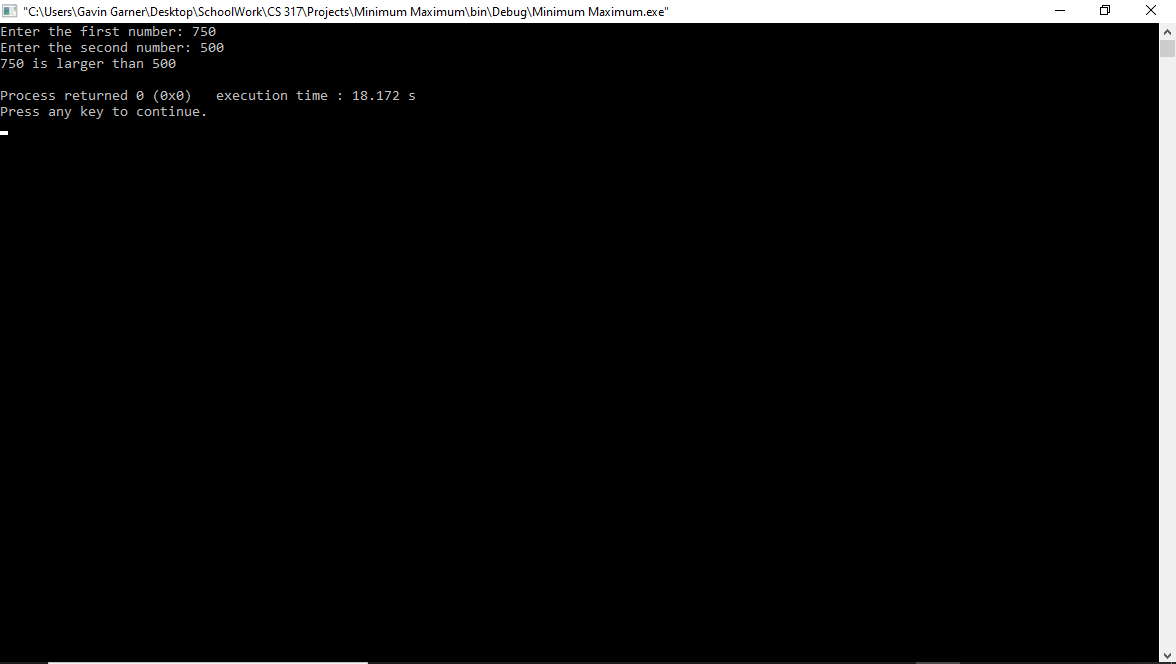 "C:\Users\Gavin Garner\Desktop\SchoolWork\CS 317\Projects\Minimum Maximum\bin\Debug\Minimum Maximum.exe"
Enter the first number: 750
Enter the second number: 500
750 is larger than 500
Process returned 0 (0x0)   execution time : 18.172 s
Press any key to continue.